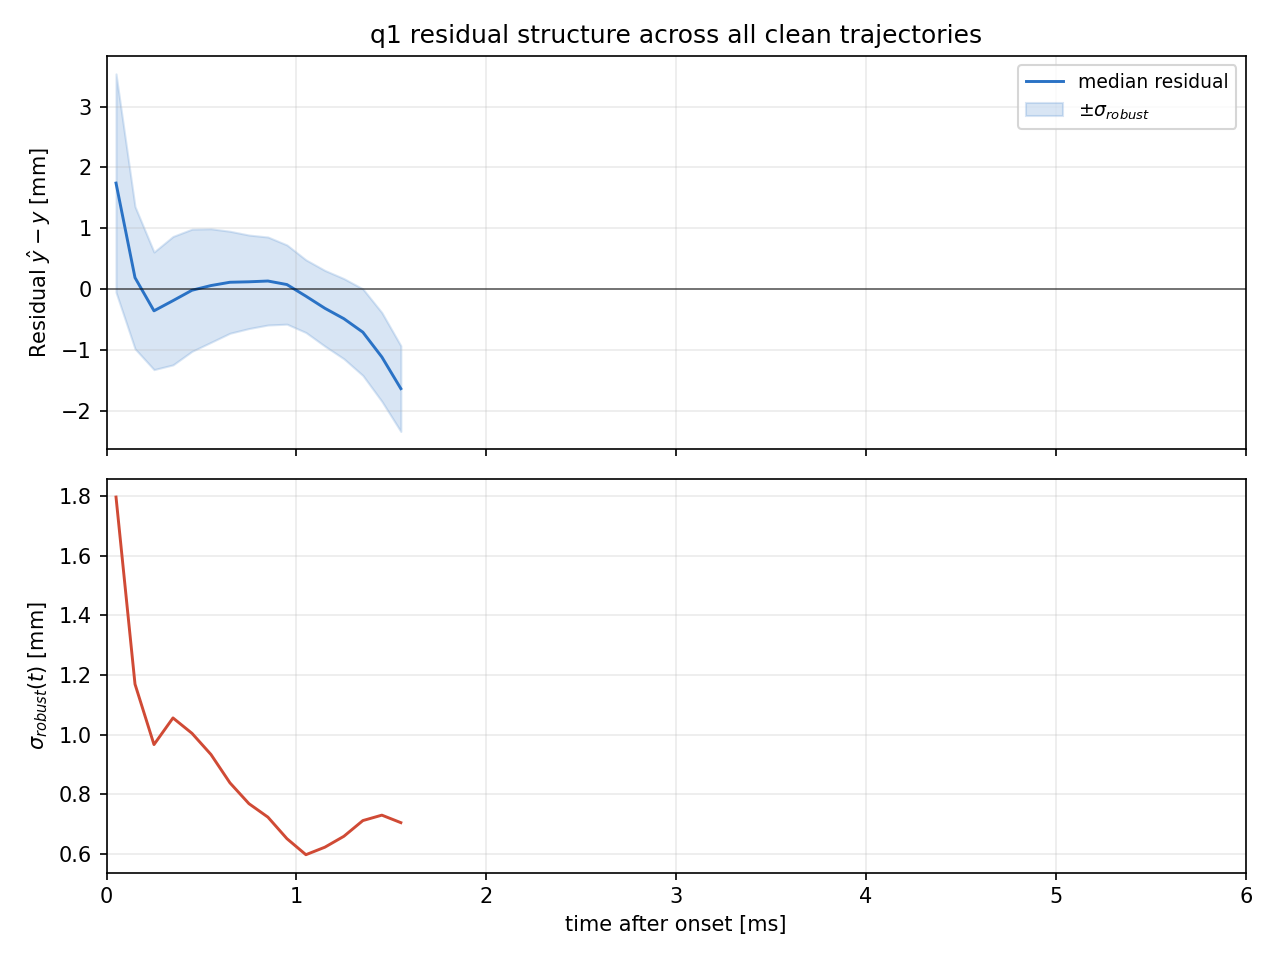 q1 residual structure across all clean trajectories
median residual
±σ_robust
Residual ŷ − y [mm]
3
2
1
0
−1
−2
σ_robust(t) [mm]
1.8
1.6
1.4
1.2
1.0
0.8
0.6
0 1 2 3 4 5 6
time after onset [ms]